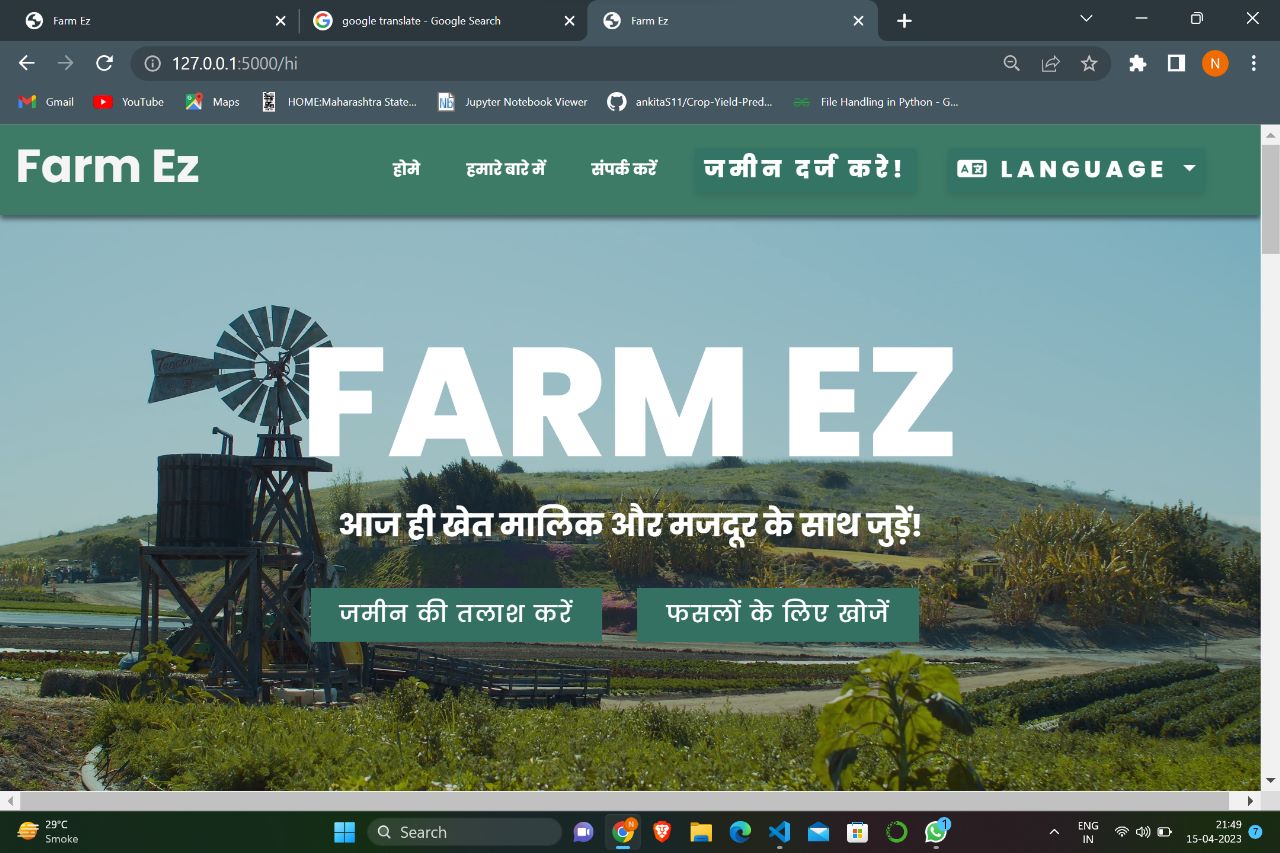 Farm Ez
google translate - Google Search
Farm Ez
127.0.0.1:5000/hi
N
Gmail
YouTube
Maps
HOME:Maharashtra State...
Jupyter Notebook Viewer
ankitaS11/Crop-Yield-Pred...
File Handling in Python - G...
Farm Ez
होमे
हमारे बारे में
संपर्क करें
जमीन दर्ज करे!
LANGUAGE
FARM EZ
आज ही खेत मालिक और मजदूर के साथ जुड़ें!
जमीन की तलाश करें
फसलों के लिए खोजें
29°C
Smoke
Search
N
1
ENG
IN
21:49
15-04-2023
7